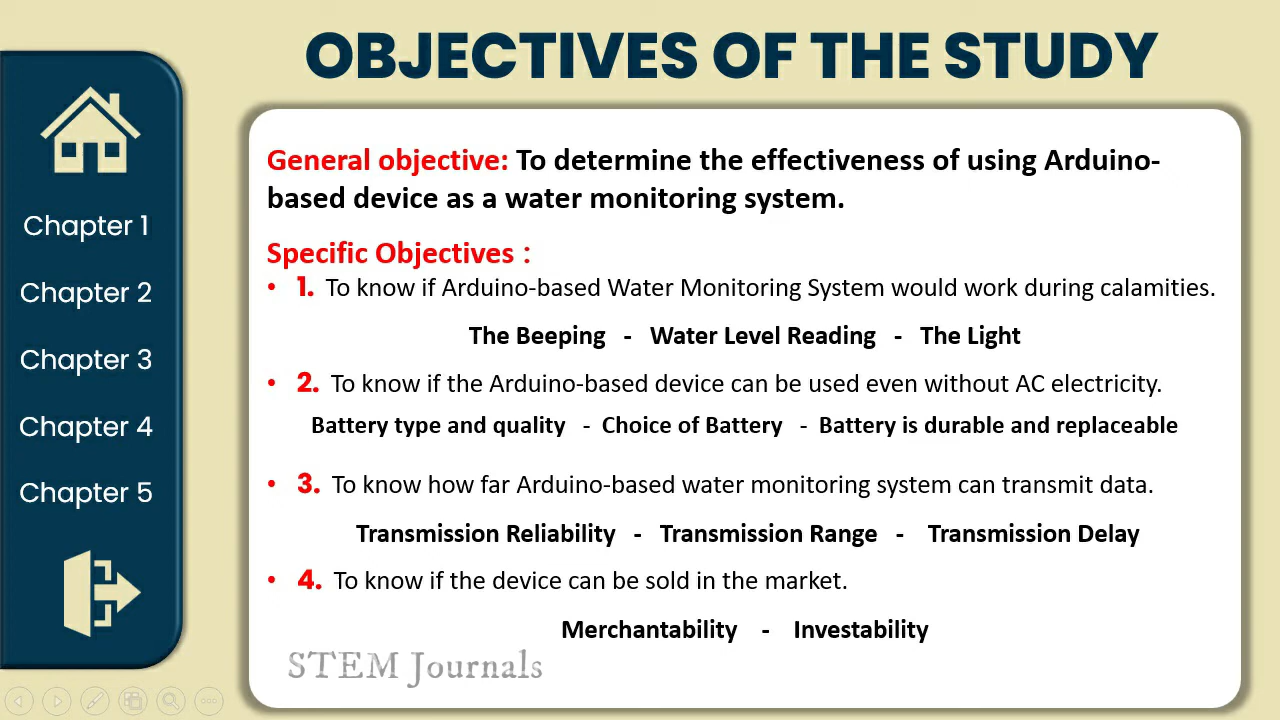 OBJECTIVES OF THE STUDY
Chapter 1
Chapter 2
Chapter 3
Chapter 4
Chapter 5
General objective: To determine the effectiveness of using Arduino-
based device as a water monitoring system.
Specific Objectives :
• 1. To know if Arduino-based Water Monitoring System would work during calamities.
The Beeping - Water Level Reading - The Light
• 2. To know if the Arduino-based device can be used even without AC electricity.
Battery type and quality - Choice of Battery - Battery is durable and replaceable
• 3. To know how far Arduino-based water monitoring system can transmit data.
Transmission Reliability - Transmission Range - Transmission Delay
• 4. To know if the device can be sold in the market.
Merchantability - Investability
STEM Journals